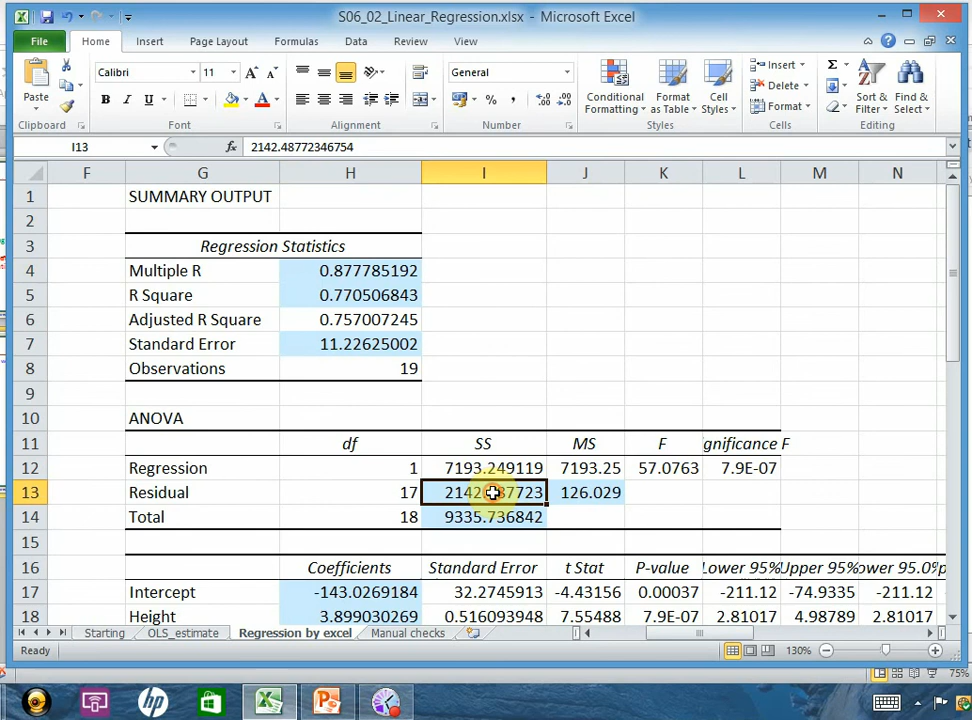 S06_02_Linear_Regression.xlsx - Microsoft Excel
File Home Insert Page Layout Formulas Data Review View
Calibri 11 General Insert Σ
Paste B I U $ % , Conditional Formatting Format as Table Cell Styles Delete Format Sort & Filter Find & Select
Clipboard Font Alignment Number Styles Cells Editing
I13 fx 2142.48772346754
F G H I J K L M N
1 SUMMARY OUTPUT
2
3 Regression Statistics
4 Multiple R 0.877785192
5 R Square 0.770506843
6 Adjusted R Square 0.757007245
7 Standard Error 11.22625002
8 Observations 19
9
10 ANOVA
11 df SS MS F gnificance F
12 Regression 1 7193.249119 7193.25 57.0763 7.9E-07
13 Residual 17 2142. 7723 126.029
14 Total 18 9335.736842
15
16 Coefficients Standard Error t Stat P-value Lower 95% Upper 95% ower 95.0% p
17 Intercept -143.0269184 32.2745913 -4.43156 0.00037 -211.12 -74.9335 -211.12
18 Height 3.899030269 0.516093948 7.55488 7.9E-07 2.81017 4.98789 2.81017
Starting OLS_estimate Regression by excel Manual checks
Ready 130%
75%